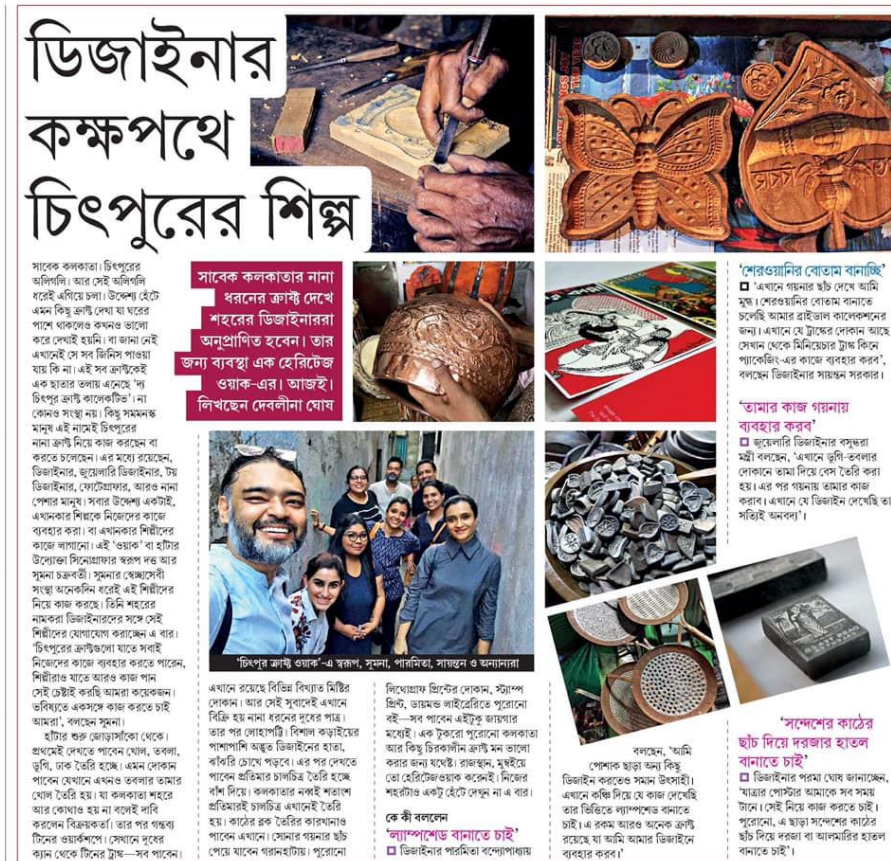 ডিজাইনার
কক্ষপথে
চিৎপুরের শিল্প
সাবেক কলকাতা। চিৎপুরের
অলিগলি। আর সেই অলিগলি
ধরেই এগিয়ে চলা। উদ্দেশ্য হেঁটে
এমন কিছু ক্রাফ্ট দেখা যা ঘরের
পাশে থাকলেও কখনও ভালো
করে দেখাই হয়নি। বা জানা নেই
এখানেই সে সব জিনিস পাওয়া
যায় কি না। এই সব ক্রাফ্টকেই
এক ছাতার তলায় এনেছে 'দ্য
চিৎপুর ক্রাফ্ট কালেকটিভ'। না
কোনও সংস্থা নয়। কিছু সমমনস্ক
মানুষ এই নামেই চিৎপুরের
নানা ক্রাফ্ট নিয়ে কাজ করছেন বা
করতে চলেছেন। এর মধ্যে রয়েছেন,
ডিজাইনার, জুয়েলারি ডিজাইনার, টয়
ডিজাইনার, ফোটোগ্রাফার, আরও নানা
পেশার মানুষ। সবার উদ্দেশ্য একটাই,
এখানকার শিল্পকে নিজেদের কাজে
ব্যবহার করা। বা এখানকার শিল্পীদের
কাজে লাগানো। এই 'ওয়াক' বা হাঁটার
উদ্যোক্তা সিনোগ্রাফার স্বরূপ দত্ত আর
সুমনা চক্রবর্তী। সুমনার স্বেচ্ছাসেবী
সংস্থা অনেকদিন ধরেই এই শিল্পীদের
নিয়ে কাজ করছে। তিনি শহরের
নামকরা ডিজাইনারদের সঙ্গে সেই
শিল্পীদের যোগাযোগ করাচ্ছেন এ বার।
'চিৎপুরের ক্রাফ্টগুলো যাতে সবাই
নিজেদের কাজে ব্যবহার করতে পারেন,
শিল্পীরাও যাতে আরও কাজ পান
সেই চেষ্টাই করছি আমরা কয়েকজন।
ভবিষ্যতে একসঙ্গে কাজ করতে চাই
আমরা', বলছেন সুমনা।
হাঁটার শুরু জোড়াসাঁকো থেকে।
প্রথমেই দেখতে পাবেন খোল, তবলা,
ডুগি, ঢাক তৈরি হচ্ছে। এমন দোকান
পাবেন যেখানে এখনও তবলার তামার
খোল তৈরি হয়। যা কলকাতা শহরে
আর কোথাও হয় না বলেই দাবি
করলেন বিক্রয়কর্তা। তার পর গন্তব্য
টিনের ওয়ার্কশপে। সেখানে দুধের
ক্যান থেকে টিনের ট্রাঙ্ক—সব পাবেন।
সাবেক কলকাতার নানা
ধরনের ক্রাফ্ট দেখে
শহরের ডিজাইনাররা
অনুপ্রাণিত হবেন। তার
জন্য ব্যবস্থা এক হেরিটেজ
ওয়াক-এর। আজই।
লিখছেন দেবলীনা ঘোষ
'চিৎপুর ক্রাফ্ট ওয়াক'-এ স্বরূপ, সুমনা, পারমিতা, সায়ন্তন ও অন্যান্যরা
এখানে রয়েছে বিভিন্ন বিখ্যাত মিষ্টির
দোকান। আর সেই সুবাদেই এখানে
বিক্রি হয় নানা ধরনের দুধের পাত্র।
তার পর লোহাপট্টি। বিশাল কড়াইয়ের
পাশাপাশি অদ্ভুত ডিজাইনের হাতা,
ঝাঁঝরি চোখে পড়বে। এর পর দেখতে
পাবেন প্রতিমার চালচিত্র তৈরি হচ্ছে
বাঁশ দিয়ে। কলকাতার নব্বই শতাংশ
প্রতিমারই চালচিত্র এখানেই তৈরি
হয়। কাঠের ব্লক তৈরির কারখানাও
পাবেন এখানে। সোনার গয়নার ছাঁচ
পেয়ে যাবেন গরানহাটায়। পুরোনো
লিথোগ্রাফ প্রিন্টের দোকান, স্ট্যাম্প
প্রিন্ট, ডায়মন্ড লাইব্রেরিতে পুরোনো
বই—সব পাবেন এইটুকু জায়গার
মধ্যেই। এক টুকরো পুরোনো কলকাতা
আর কিছু চিরকালীন ক্রাফ্ট মন ভালো
করার জন্য যথেষ্ট। রাজস্থান, মুম্বইয়ে
তো হেরিটেজওয়াক করেনই। নিজের
শহরটাও একটু হেঁটে দেখুন না এ বার।
কে কী বললেন
'ল্যাম্পশেড বানাতে চাই'
ডিজাইনার পারমিতা বন্দ্যোপাধ্যায়
বলছেন, 'আমি
পোশাক ছাড়া অন্য কিছু
ডিজাইন করতেও সমান উৎসাহী।
এখানে কঞ্চি দিয়ে যে কাজ দেখেছি
তার ভিত্তিতে ল্যাম্পশেড বানাতে
চাই। এ রকম আরও অনেক ক্রাফ্ট
রয়েছে যা আমি আমার ডিজাইনে
ব্যবহার করব।'
'শেরওয়ানির বোতাম বানাচ্ছি'
'এখানে গয়নার ছাঁচ দেখে আমি
মুগ্ধ। শেরওয়ানির বোতাম বানাতে
চলেছি আমার ব্রাইডাল কালেকশনের
জন্য। এখানে যে ট্রাঙ্কের দোকান আছে
সেখান থেকে মিনিয়েচার ট্রাঙ্ক কিনে
প্যাকেজিং-এর কাজে ব্যবহার করব',
বলছেন ডিজাইনার সায়ন্তন সরকার।
'তামার কাজ গয়নায়
ব্যবহার করব'
জুয়েলারি ডিজাইনার বসুন্ধরা
মন্ত্রী বলছেন, 'এখানে ডুগি-তবলার
দোকানে তামা দিয়ে বেস তৈরি করা
হয়। এর পর গয়নায় তামার কাজ
করাব। এখানে যে ডিজাইন দেখেছি তা
সত্যিই অনবদ্য'।
'সন্দেশের কাঠের
ছাঁচ দিয়ে দরজার হাতল
বানাতে চাই'
ডিজাইনার পরমা ঘোষ জানাচ্ছেন,
'যাত্রার পোস্টার আমাকে সব সময়
টানে। সেই নিয়ে কাজ করতে চাই।
পুরোনো, এ ছাড়া সন্দেশের কাঠের
ছাঁচ দিয়ে দরজা বা আলমারির হাতল
বানাতে চাই'।